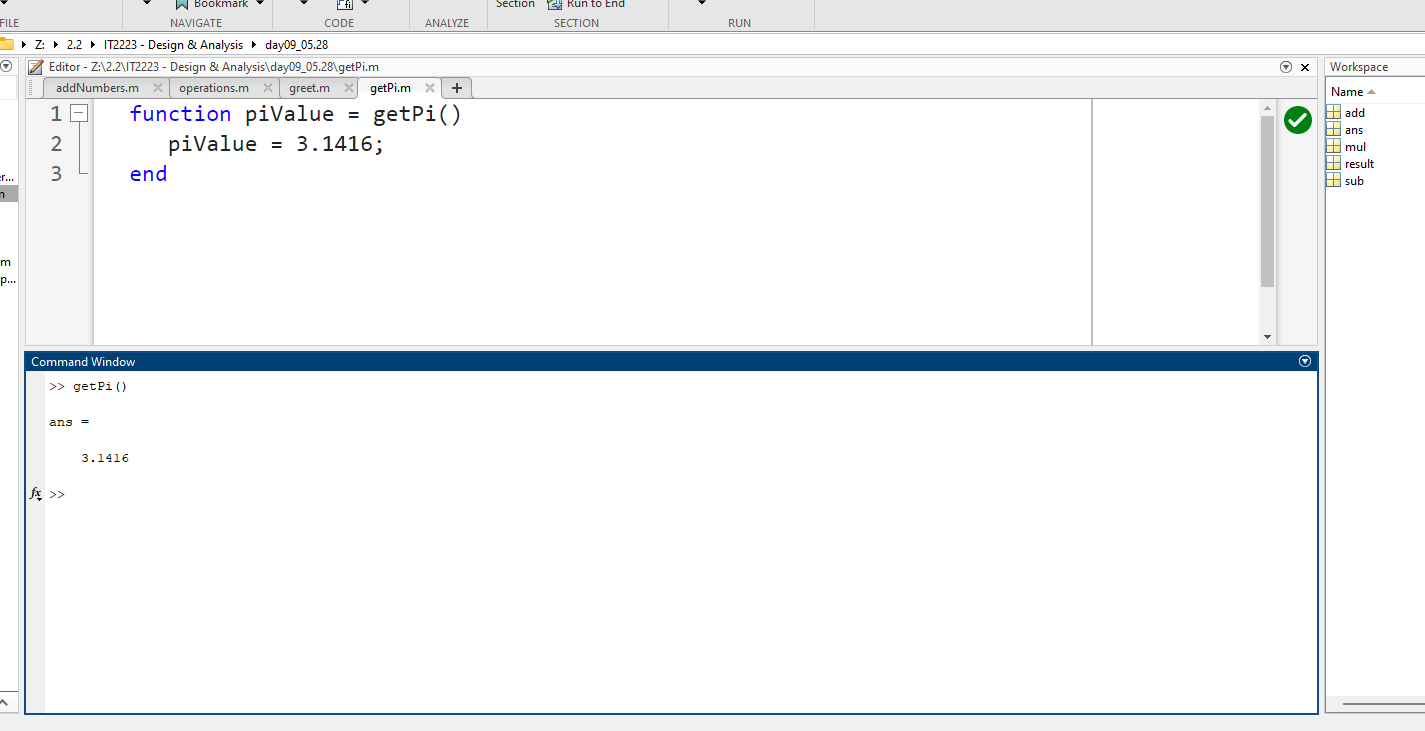 Bookmark
Section
Run to End
FILE
NAVIGATE
CODE
ANALYZE
SECTION
RUN
Z: 2.2 IT2223 - Design & Analysis day09_05.28
Editor - Z:\2.2\IT2223 - Design & Analysis\day09_05.28\getPi.m
addNumbers.m
operations.m
greet.m
getPi.m
+
1 function piValue = getPi()
2 piValue = 3.1416;
3 end
Workspace
Name
add
ans
mul
result
sub
er...
m
m
p...
Command Window
>> getPi()
ans =
3.1416
fx >>